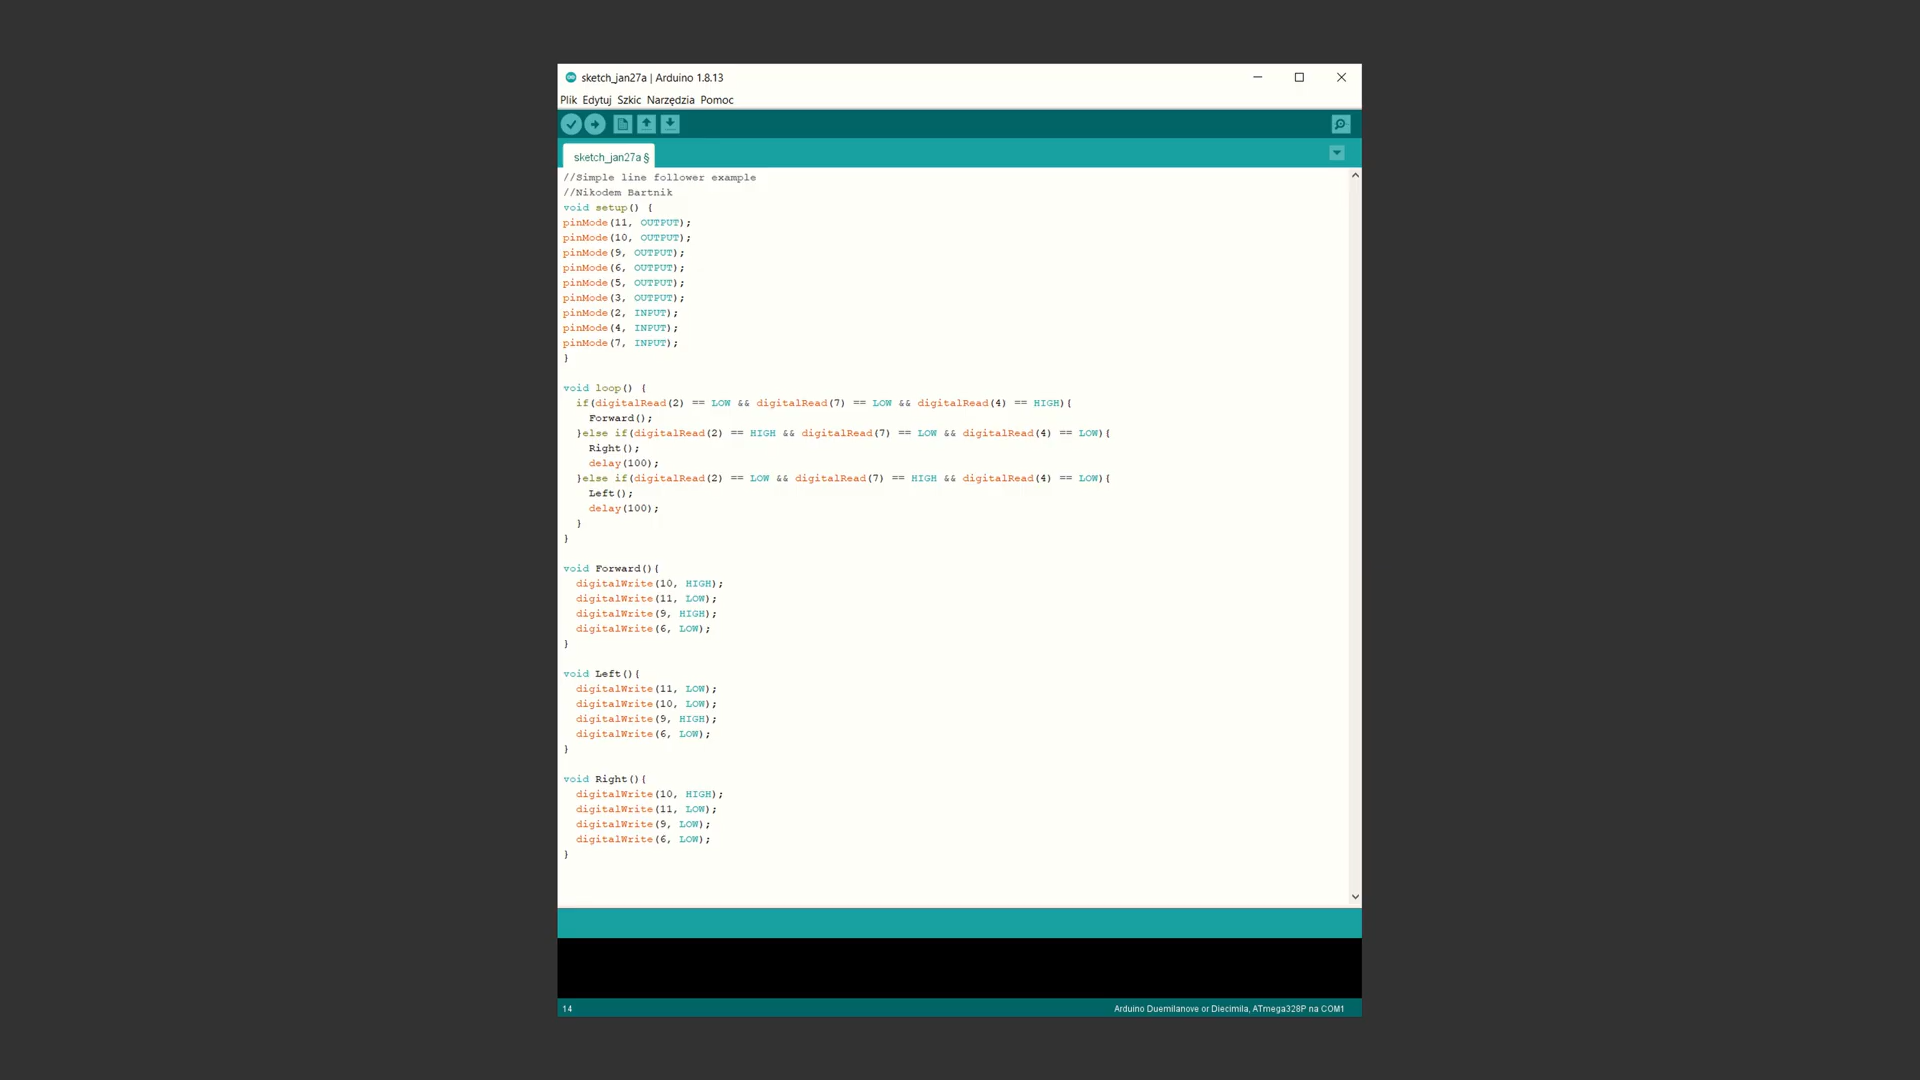 sketch_jan27a | Arduino 1.8.13
Plik Edytuj Szkic Narzędzia Pomoc
sketch_jan27a §
//Simple line follower example
//Nikodem Bartnik
void setup() {
pinMode(11, OUTPUT);
pinMode(10, OUTPUT);
pinMode(9, OUTPUT);
pinMode(6, OUTPUT);
pinMode(5, OUTPUT);
pinMode(3, OUTPUT);
pinMode(2, INPUT);
pinMode(4, INPUT);
pinMode(7, INPUT);
}
void loop() {
  if(digitalRead(2) == LOW && digitalRead(7) == LOW && digitalRead(4) == HIGH){
    Forward();
  }else if(digitalRead(2) == HIGH && digitalRead(7) == LOW && digitalRead(4) == LOW){
    Right();
    delay(100);
  }else if(digitalRead(2) == LOW && digitalRead(7) == HIGH && digitalRead(4) == LOW){
    Left();
    delay(100);
  }
}
void Forward(){
  digitalWrite(10, HIGH);
  digitalWrite(11, LOW);
  digitalWrite(9, HIGH);
  digitalWrite(6, LOW);
}
void Left(){
  digitalWrite(11, LOW);
  digitalWrite(10, LOW);
  digitalWrite(9, HIGH);
  digitalWrite(6, LOW);
}
void Right(){
  digitalWrite(10, HIGH);
  digitalWrite(11, LOW);
  digitalWrite(9, LOW);
  digitalWrite(6, LOW);
}
14
Arduino Duemilanove or Diecimila, ATmega328P na COM1